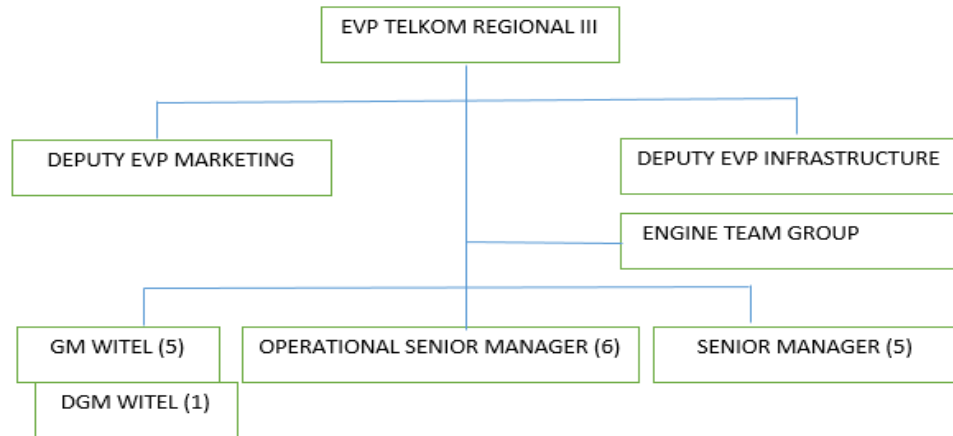 EVP TELKOM REGIONAL III
DEPUTY EVP MARKETING
DEPUTY EVP INFRASTRUCTURE
ENGINE TEAM GROUP
GM WITEL (5)
OPERATIONAL SENIOR MANAGER (6)
SENIOR MANAGER (5)
DGM WITEL (1)